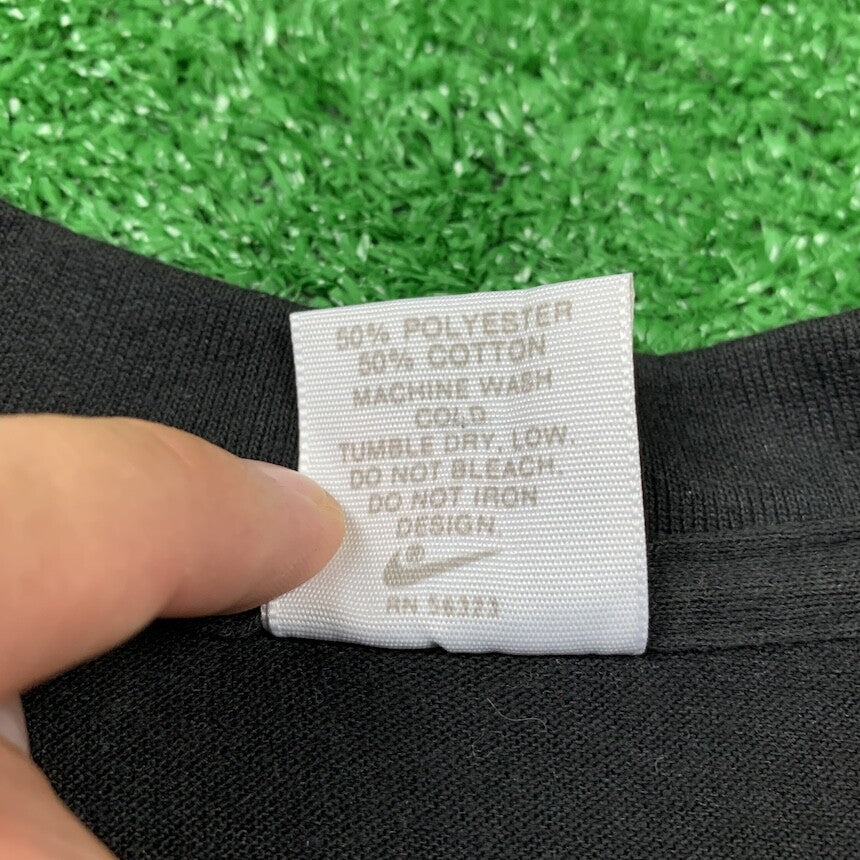 50% POLYESTER
50% COTTON
MACHINE WASH
COLD.
TUMBLE DRY, LOW.
DO NOT BLEACH.
DO NOT IRON
DESIGN.
®
RN 56323